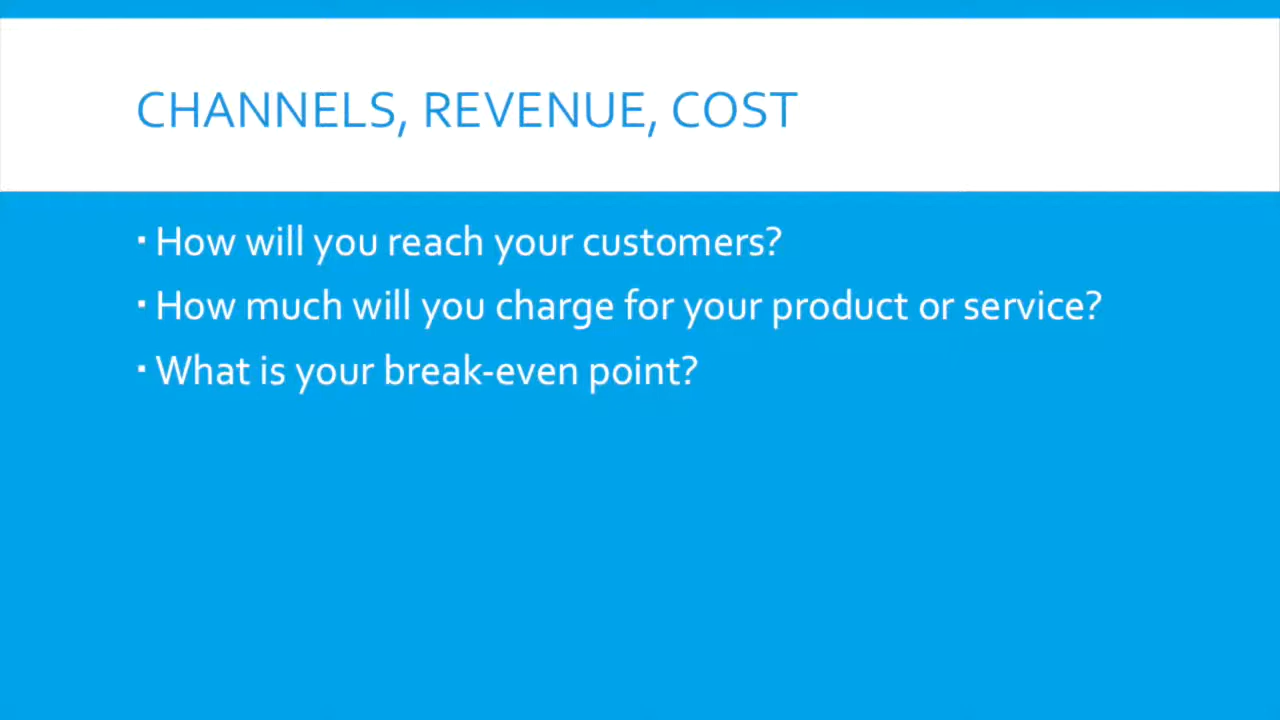 CHANNELS, REVENUE, COST
▪ How will you reach your customers?
▪ How much will you charge for your product or service?
▪ What is your break-even point?